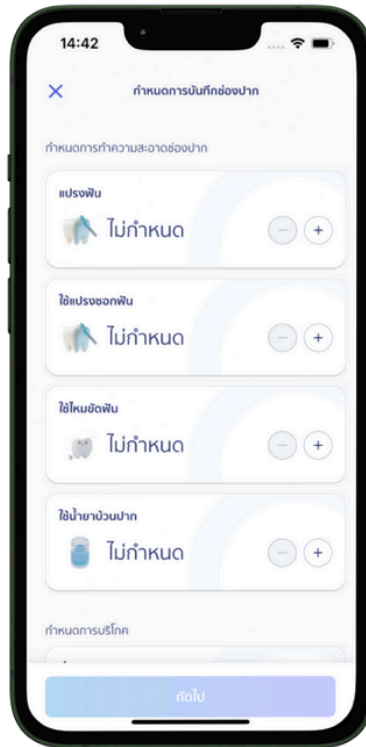 14:42
กำหนดการบันทึกช่องปาก
กำหนดการทำความสะอาดช่องปาก
แปรงฟัน
ไม่กำหนด
ใช้แปรงซอกฟัน
ไม่กำหนด
ใช้ไหมขัดฟัน
ไม่กำหนด
ใช้น้ำยาบ้วนปาก
ไม่กำหนด
กำหนดการบริโภค
ถัดไป